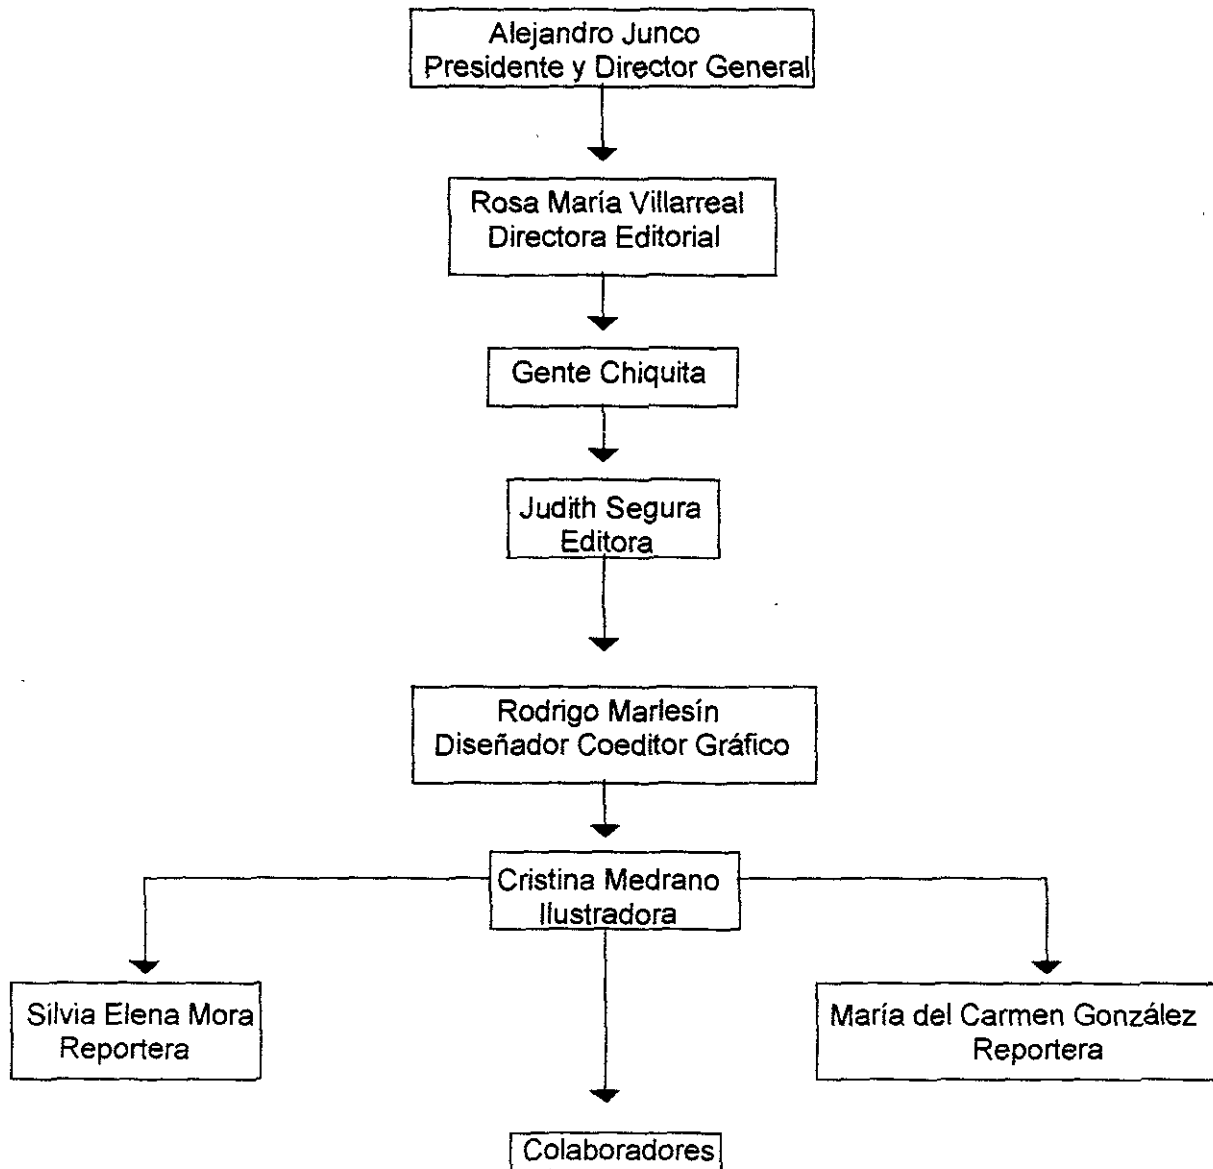 Alejandro Junco
Presidente y Director General
Rosa María Villarreal
Directora Editorial
Gente Chiquita
Judith Segura
Editora
Rodrigo Marlesín
Diseñador Coeditor Gráfico
Cristina Medrano
Ilustradora
Silvia Elena Mora
Reportera
María del Carmen González
Reportera
Colaboradores